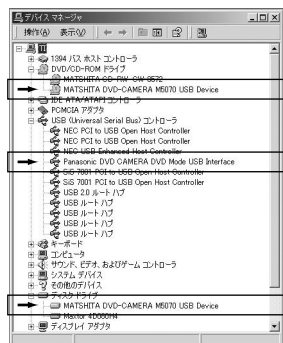 デバイス マネージャ
操作(A) 表示(V)
1394 バス ホスト コントローラ
DVD/CD-ROM ドライブ
MATSHITA CD-RW CW-8572
MATSHITA DVD-CAMERA M5070 USB Device
IDE ATA/ATAPI コントローラ
PCMCIA アダプタ
USB (Universal Serial Bus) コントローラ
NEC PCI to USB Open Host Controller
NEC PCI to USB Open Host Controller
NEC USB Enhanced Host Controller
Panasonic DVD CAMERA DVD Mode USB Interface
SiS 7001 PCI to USB Open Host Controller
SiS 7001 PCI to USB Open Host Controller
USB 2.0 ルート ハブ
USB ルート ハブ
USB ルート ハブ
USB ルート ハブ
USB ルート ハブ
キーボード
コンピュータ
サウンド、ビデオ、およびゲーム コントローラ
システム デバイス
その他のデバイス
ディスク ドライブ
MATSHITA DVD-CAMERA M5070 USB Device
ディスプレイ アダプタ